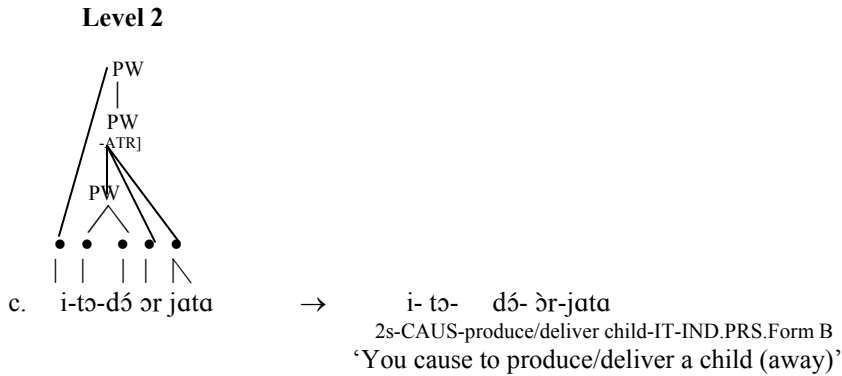 Level 2
PW
PW
-ATR]
PW
c. i-tɔ-dɔ́ ɔr jɑtɑ → i- tɔ- dɔ́- ɔ̀r-jɑtɑ
2s-CAUS-produce/deliver child-IT-IND.PRS.Form B
‘You cause to produce/deliver a child (away)’